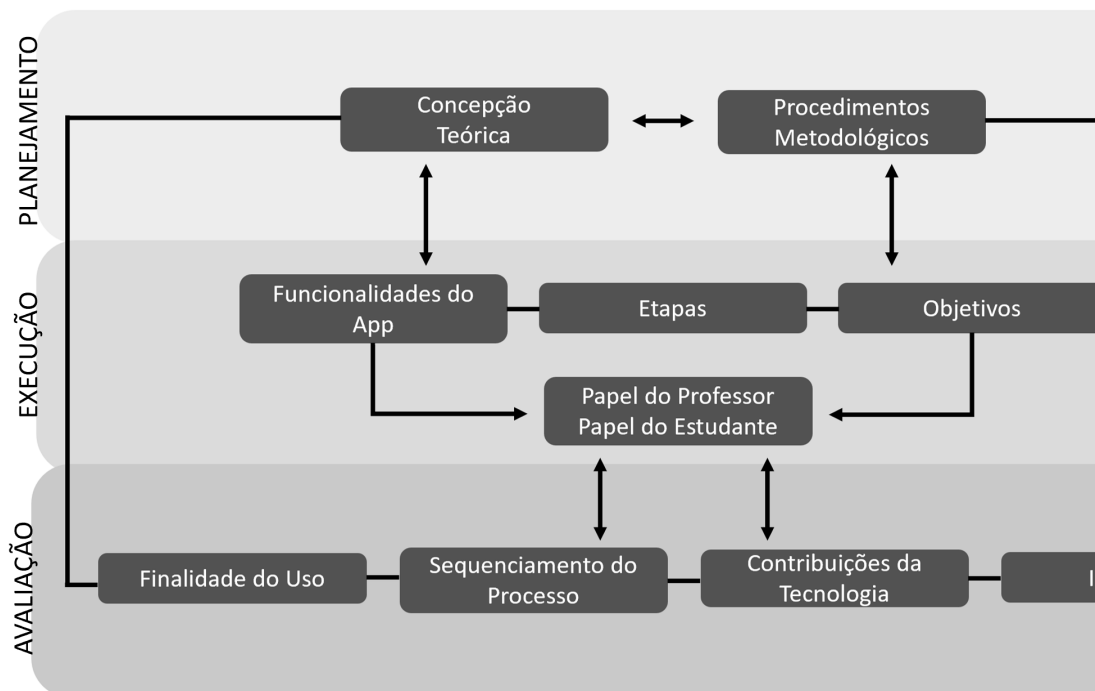 PLANEJAMENTO
Concepção
Teórica
Procedimentos
Metodológicos
EXECUÇÃO
Funcionalidades do
App
Etapas
Objetivos
Papel do Professor
Papel do Estudante
AVALIAÇÃO
Finalidade do Uso
Sequenciamento do
Processo
Contribuições da
Tecnologia